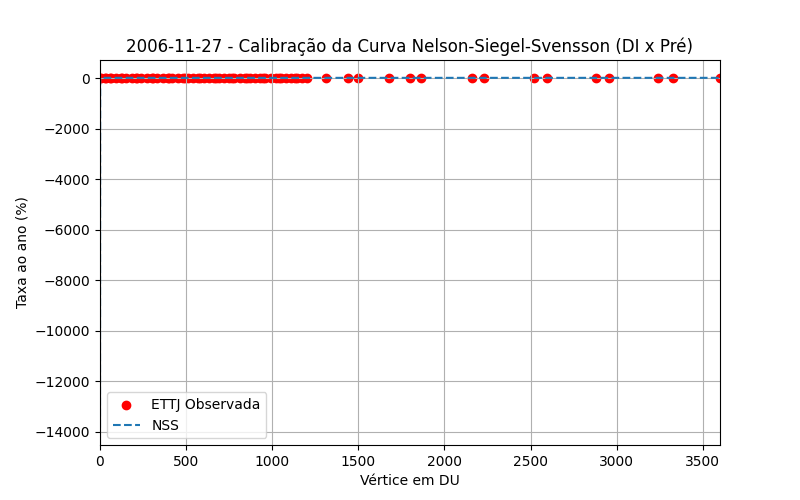 2006-11-27 - Calibração da Curva Nelson-Siegel-Svensson (DI x Pré)
0
−2000
−4000
−6000
−8000
−10000
−12000
−14000
Taxa ao ano (%)
ETTJ Observada
NSS
0 500 1000 1500 2000 2500 3000 3500
Vértice em DU